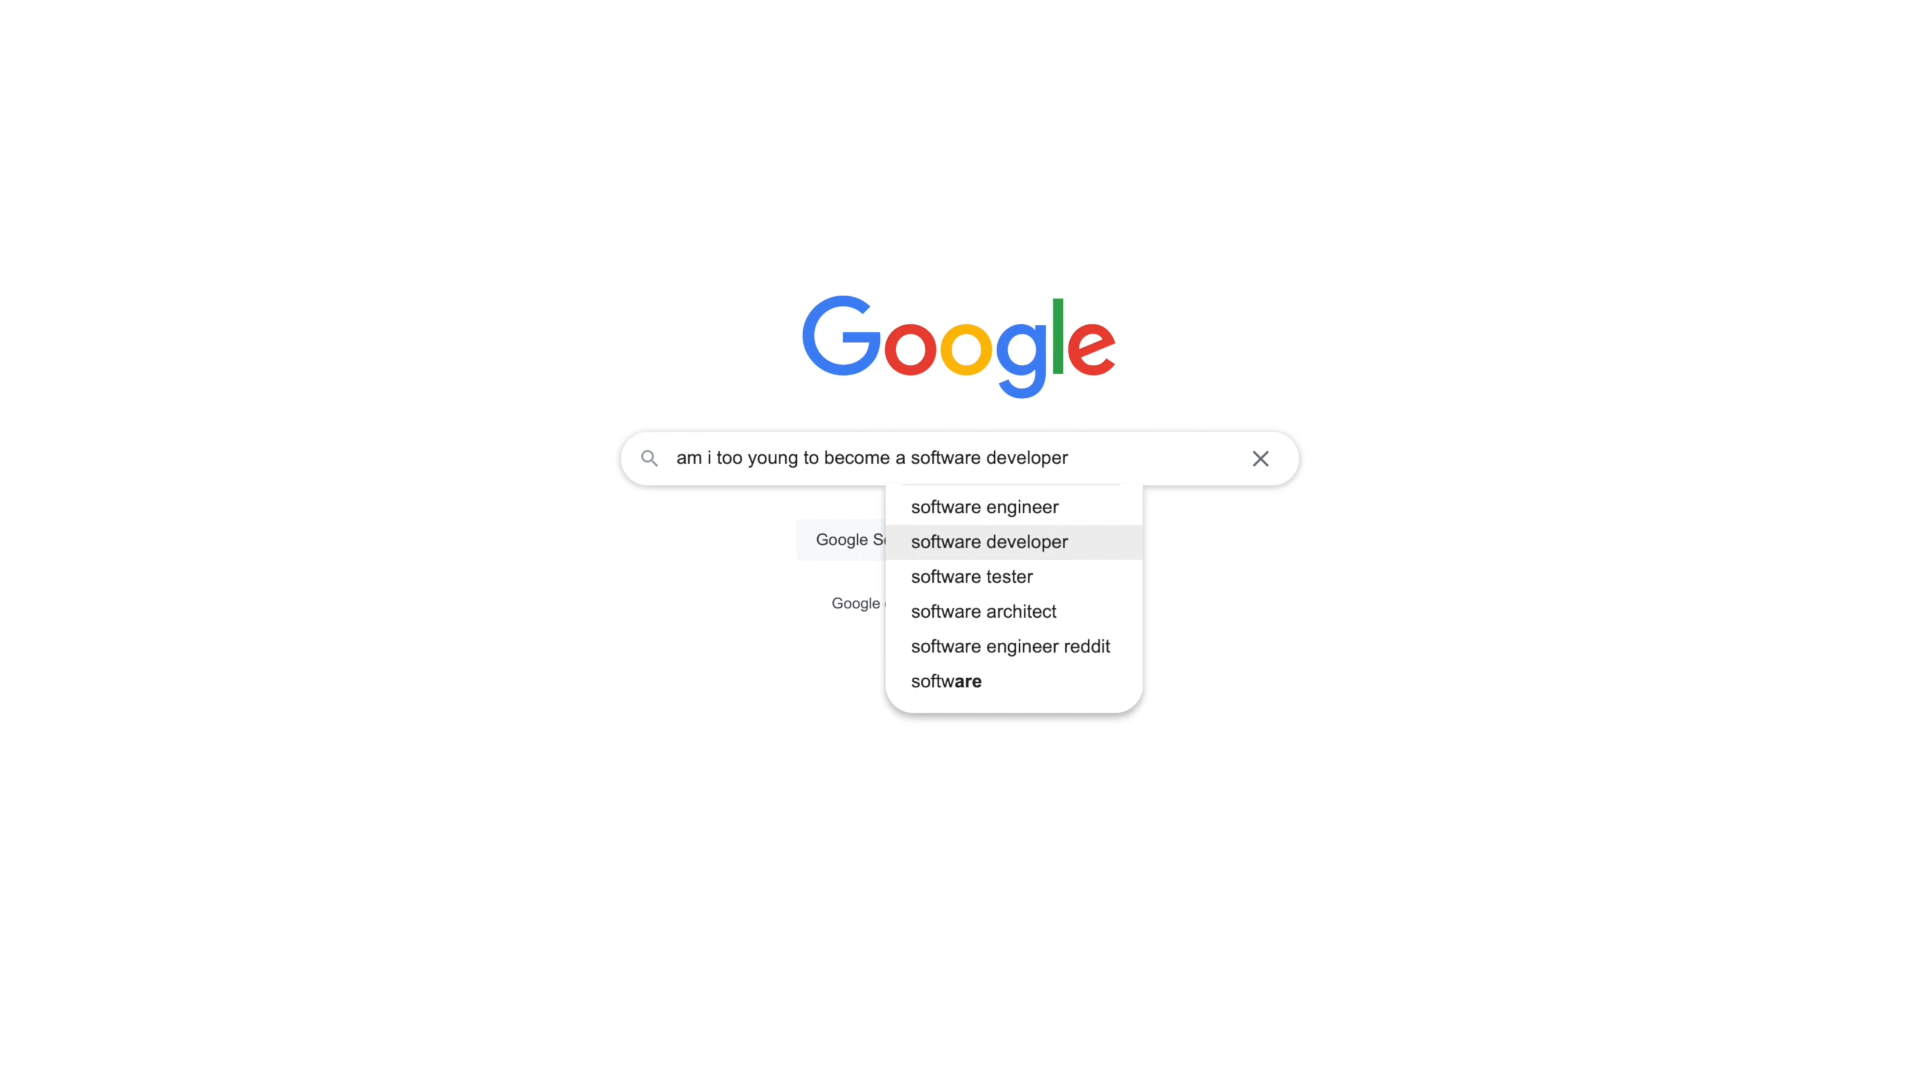 Google
am i too young to become a software developer
software engineer
Google
software developer
software tester
Google
software architect
software engineer reddit
software